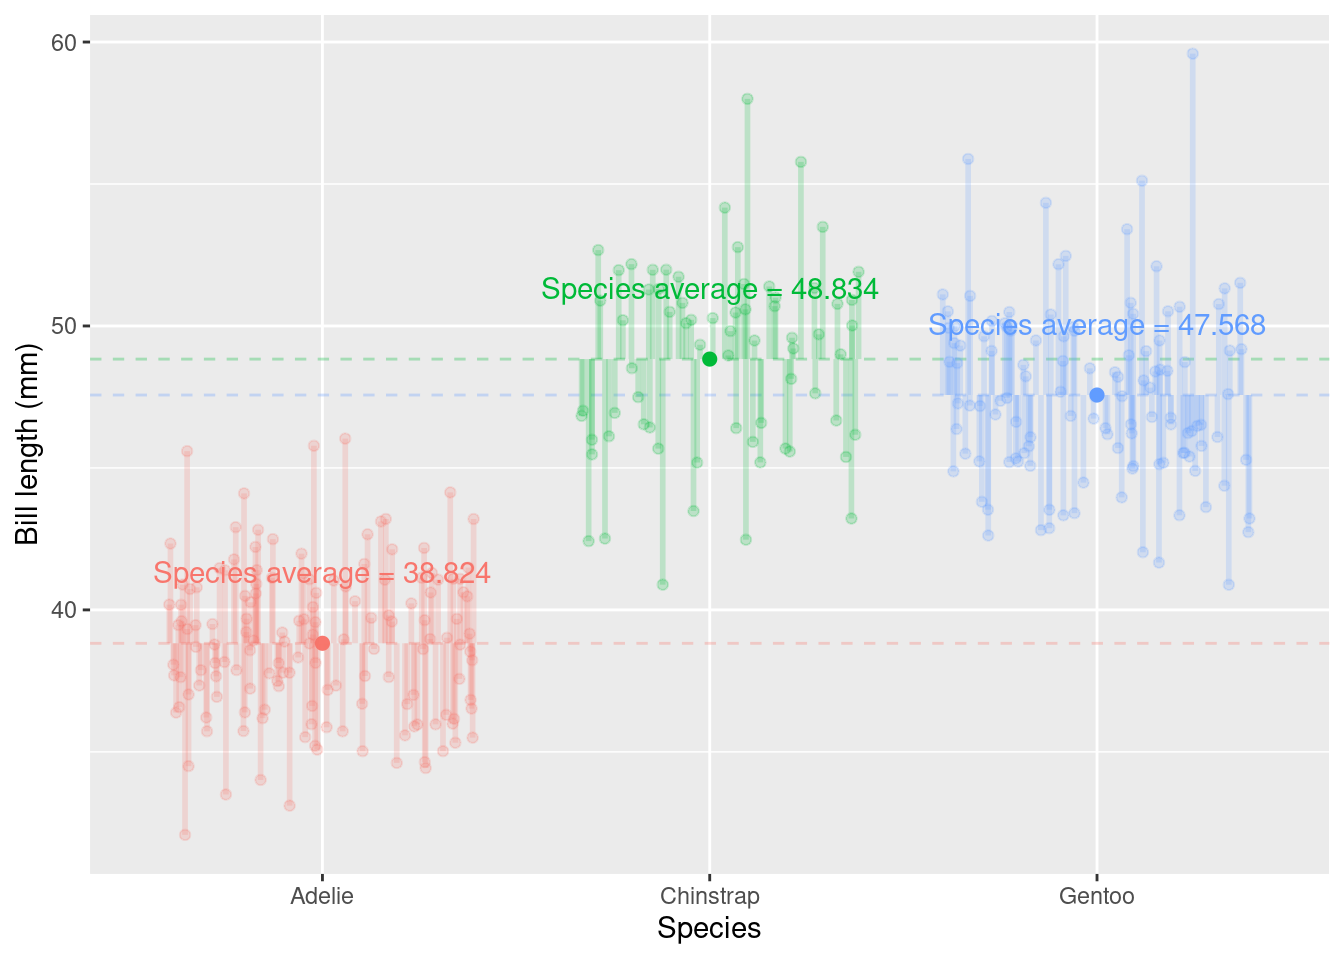 60
50
40
Bill length (mm)
Species average = 48.834
Species average = 47.568
Species average = 38.824
Adelie
Chinstrap
Gentoo
Species